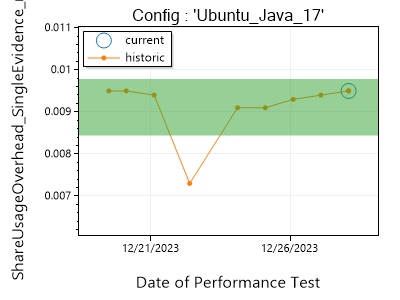 Config : 'Ubuntu_Java_17'
0.011
current
historic
0.01
0.009
0.008
0.007
ShareUsageOverhead_SingleEvidence_
12/21/2023
12/26/2023
Date of Performance Test